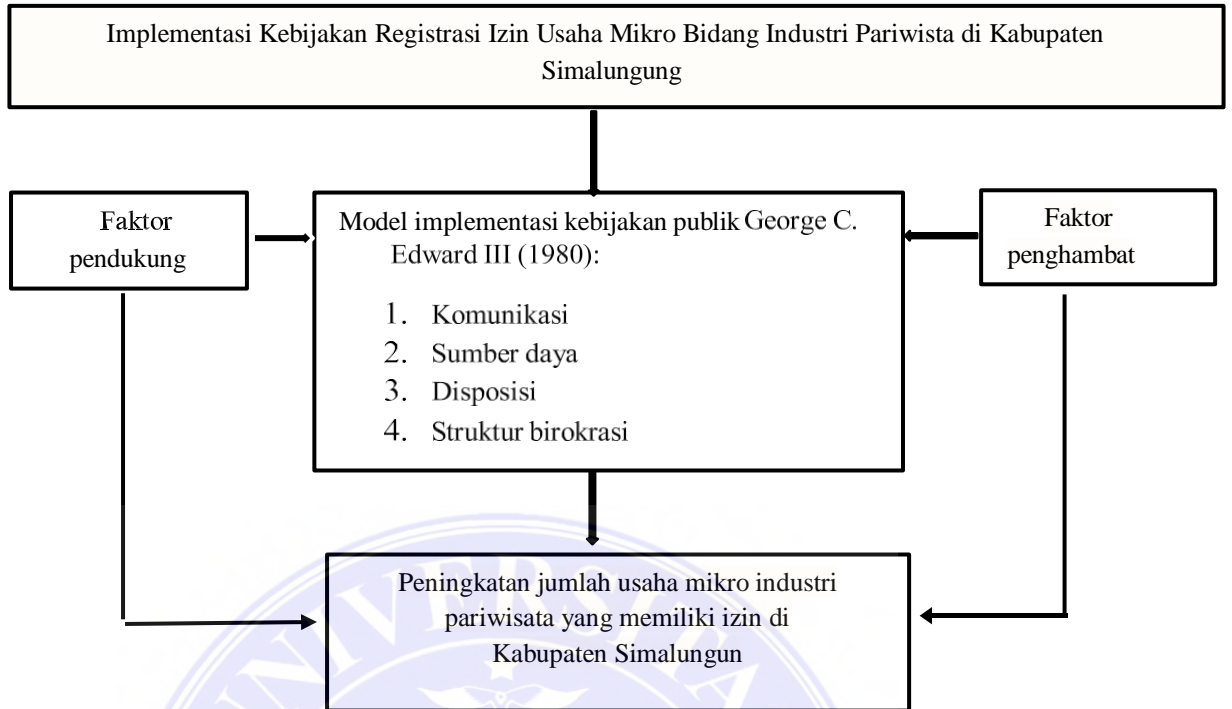 Implementasi Kebijakan Registrasi Izin Usaha Mikro Bidang Industri Pariwista di Kabupaten
Simalungung
Faktor
pendukung
Model implementasi kebijakan publik George C.
Edward III (1980):
1. Komunikasi
2. Sumber daya
3. Disposisi
4. Struktur birokrasi
Faktor
penghambat
Peningkatan jumlah usaha mikro industri
pariwisata yang memiliki izin di
Kabupaten Simalungun
UNIVERSITA